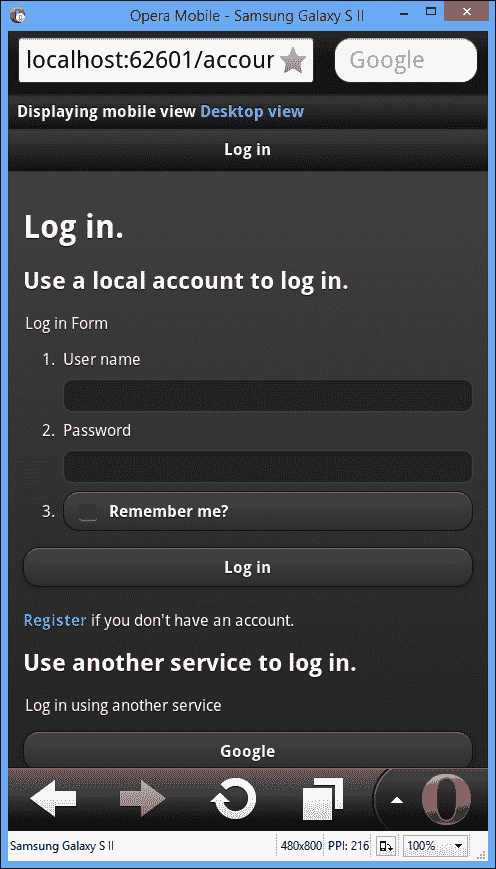 Opera Mobile - Samsung Galaxy S II
localhost:62601/accour
Google
Displaying mobile view Desktop view
Log in
Log in.
Use a local account to log in.
Log in Form
1. User name
2. Password
3. Remember me?
Log in
Register if you don't have an account.
Use another service to log in.
Log in using another service
Google
Samsung Galaxy S II 480x800 PPI: 216 100%